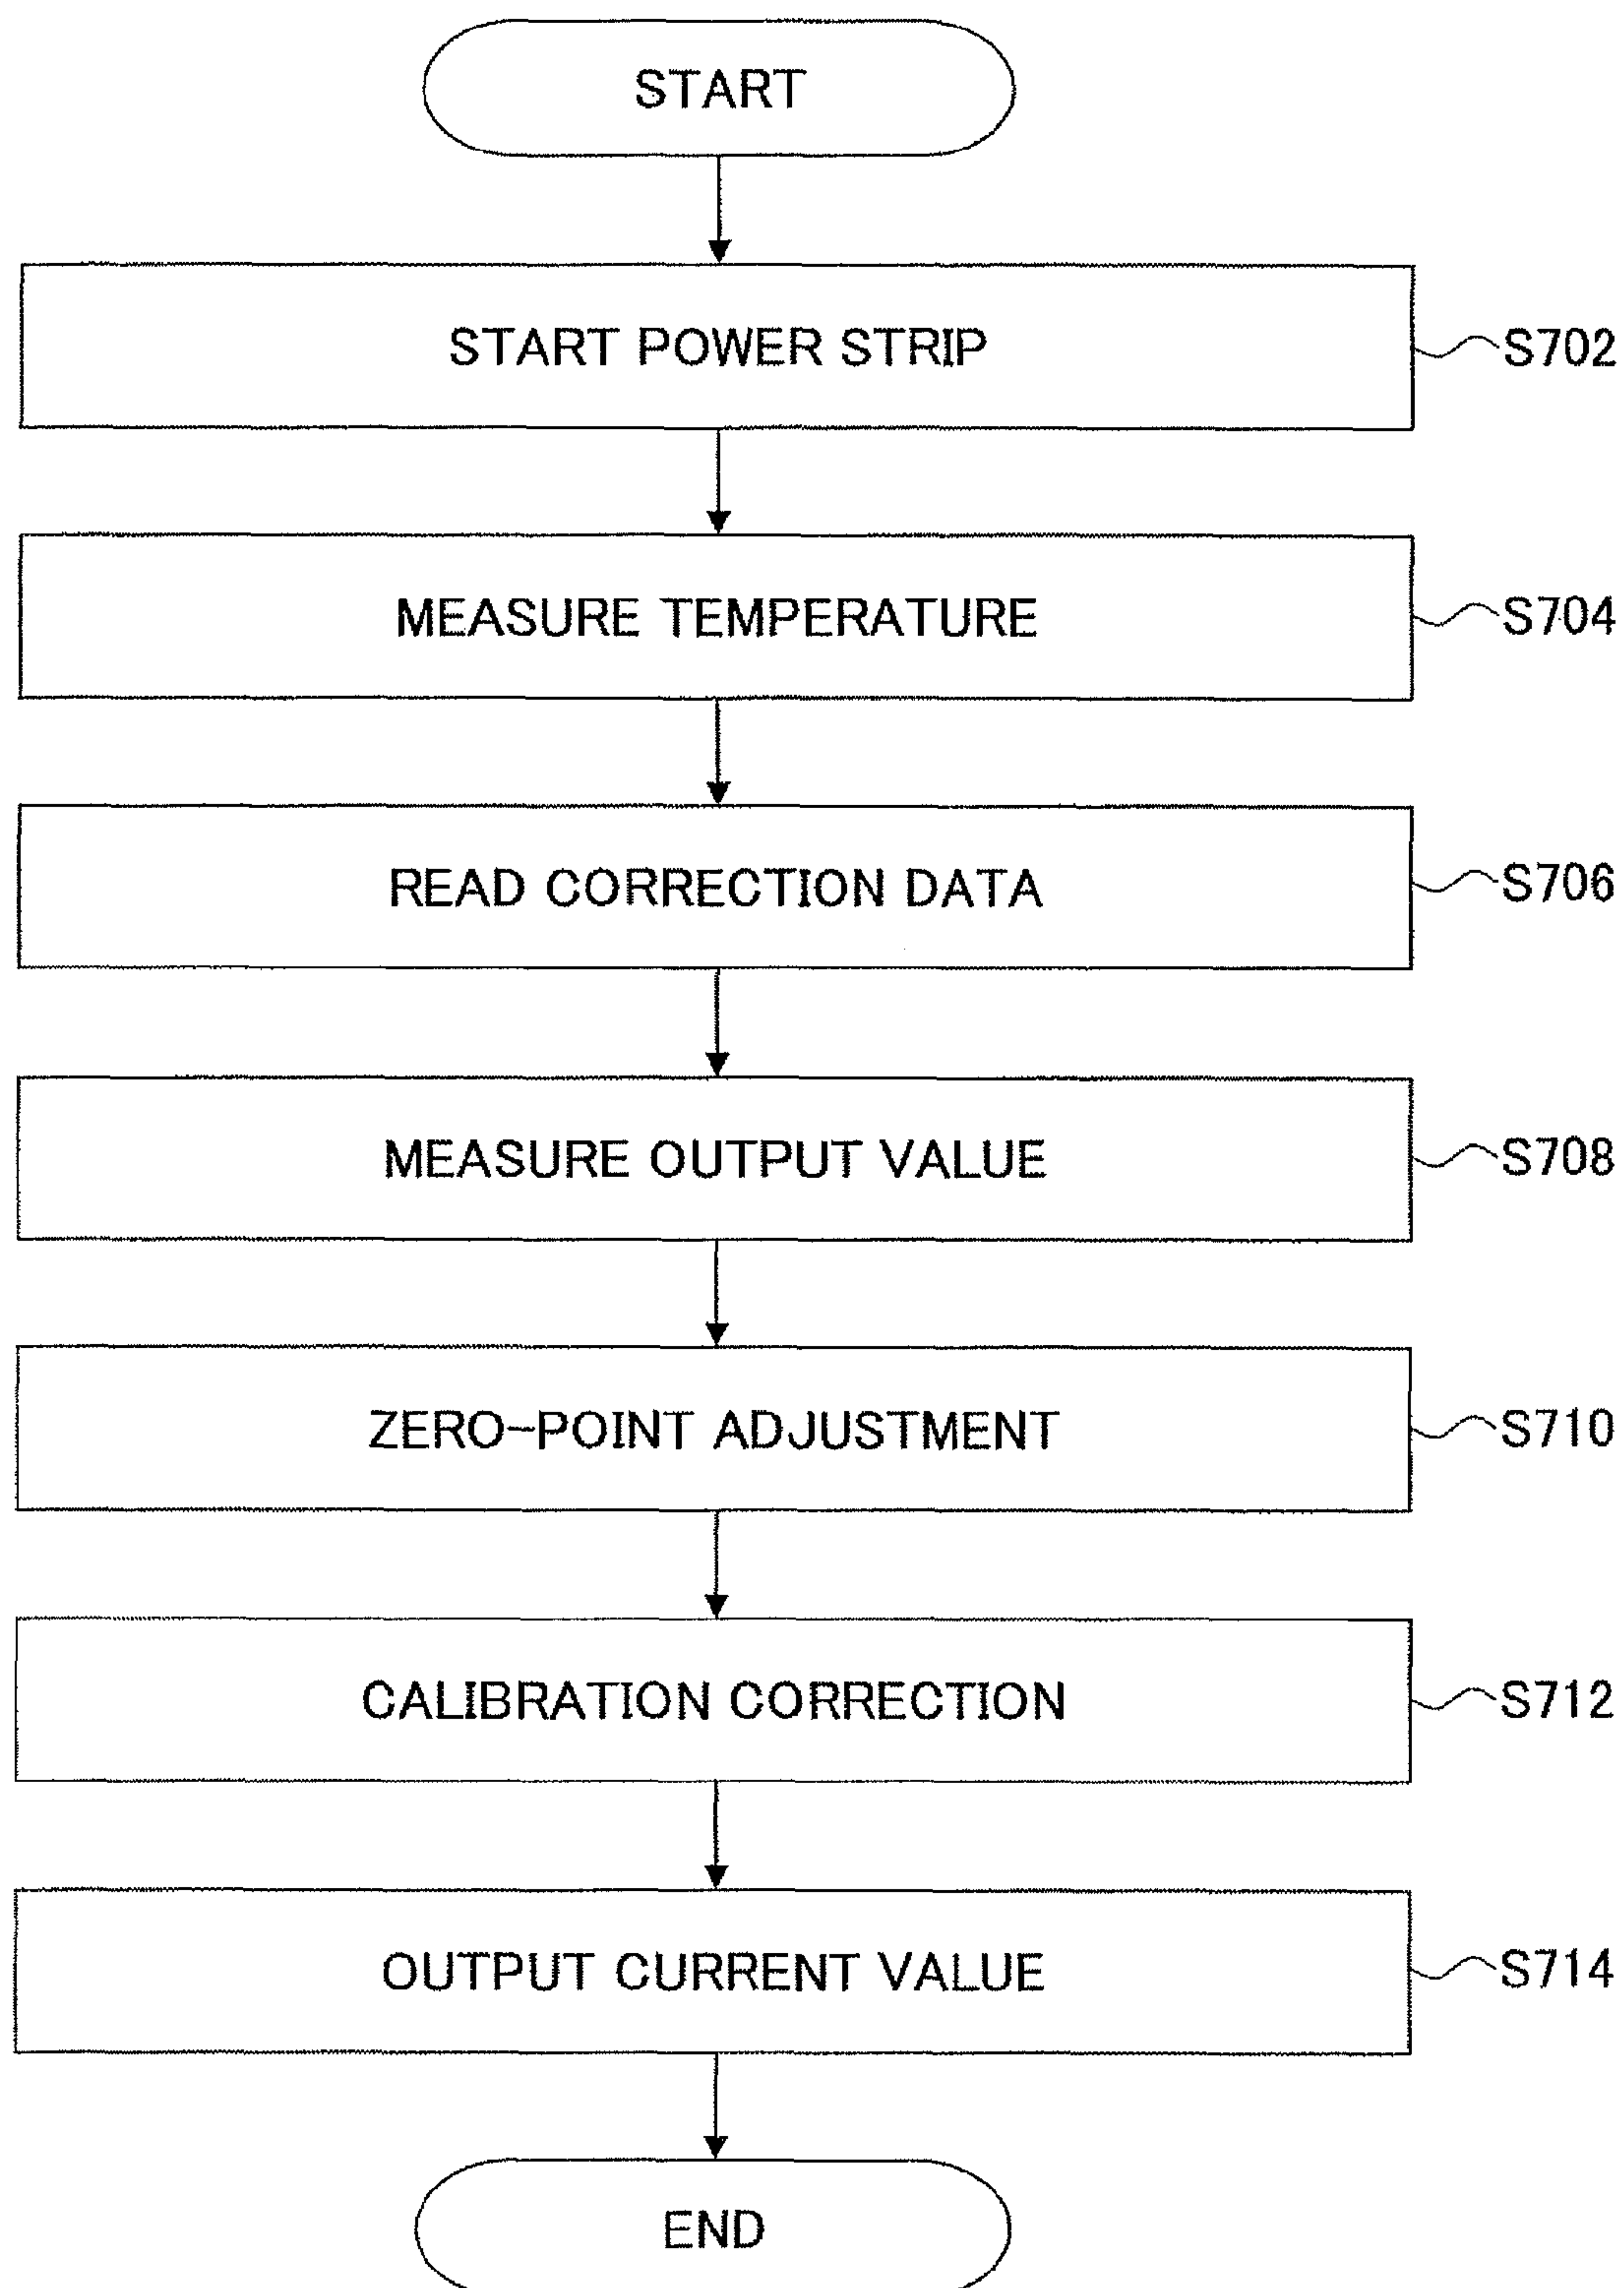 START
START POWER STRIP
S702
MEASURE TEMPERATURE
S704
READ CORRECTION DATA
S706
MEASURE OUTPUT VALUE
S708
ZERO-POINT ADJUSTMENT
S710
CALIBRATION CORRECTION
S712
OUTPUT CURRENT VALUE
S714
END